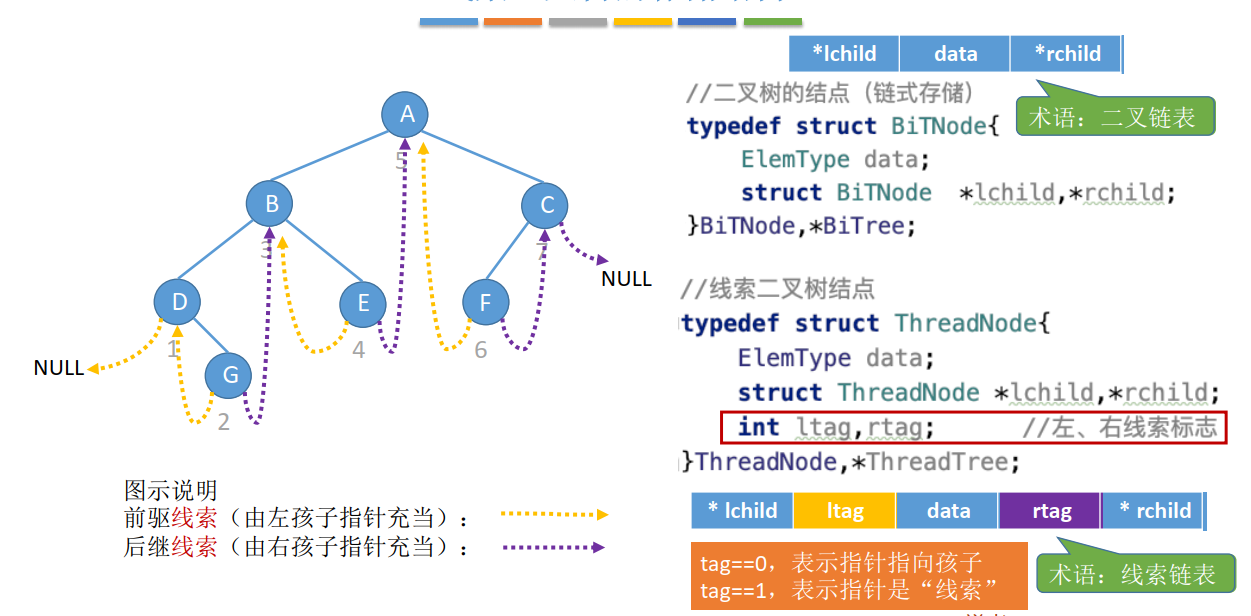 A
5
B
3
C
7
NULL
D
1
E
4
F
6
NULL
G
2
图示说明
前驱线索（由左孩子指针充当）：
后继线索（由右孩子指针充当）：
*lchild data *rchild
//二叉树的结点（链式存储）
术语：二叉链表
typedef struct BiTNode{
ElemType data;
struct BiTNode *lchild,*rchild;
}BiTNode,*BiTree;
//线索二叉树结点
typedef struct ThreadNode{
ElemType data;
struct ThreadNode *lchild,*rchild;
int ltag,rtag; //左、右线索标志
}ThreadNode,*ThreadTree;
* lchild ltag data rtag * rchild
tag==0，表示指针指向孩子
tag==1，表示指针是“线索”
术语：线索链表